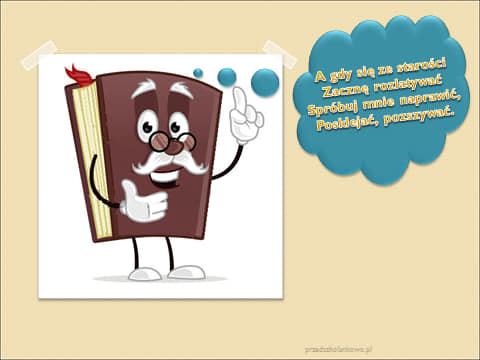 A gdy się ze starości
Zacznę rozlatywać
Spróbuj mnie naprawić,
Posklejać, pozszywać.
przedszkolankowo.pl